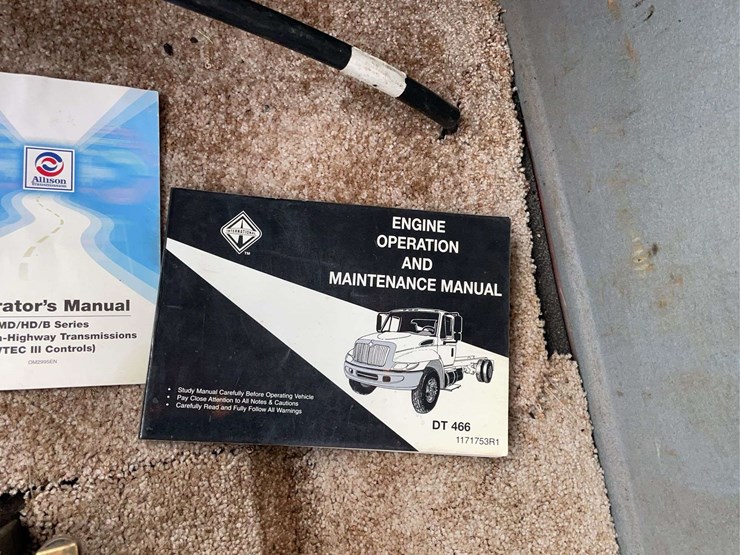 Allison
Transmission
rator's Manual
MD/HD/B Series
n-Highway Transmissions
/TEC III Controls)
INTERNATIONAL
TM
ENGINE
OPERATION
AND
MAINTENANCE MANUAL
• Study Manual Carefully Before Operating Vehicle
• Pay Close Attention to All Notes & Cautions
• Carefully Read and Fully Follow All Warnings
DT 466
1171753R1